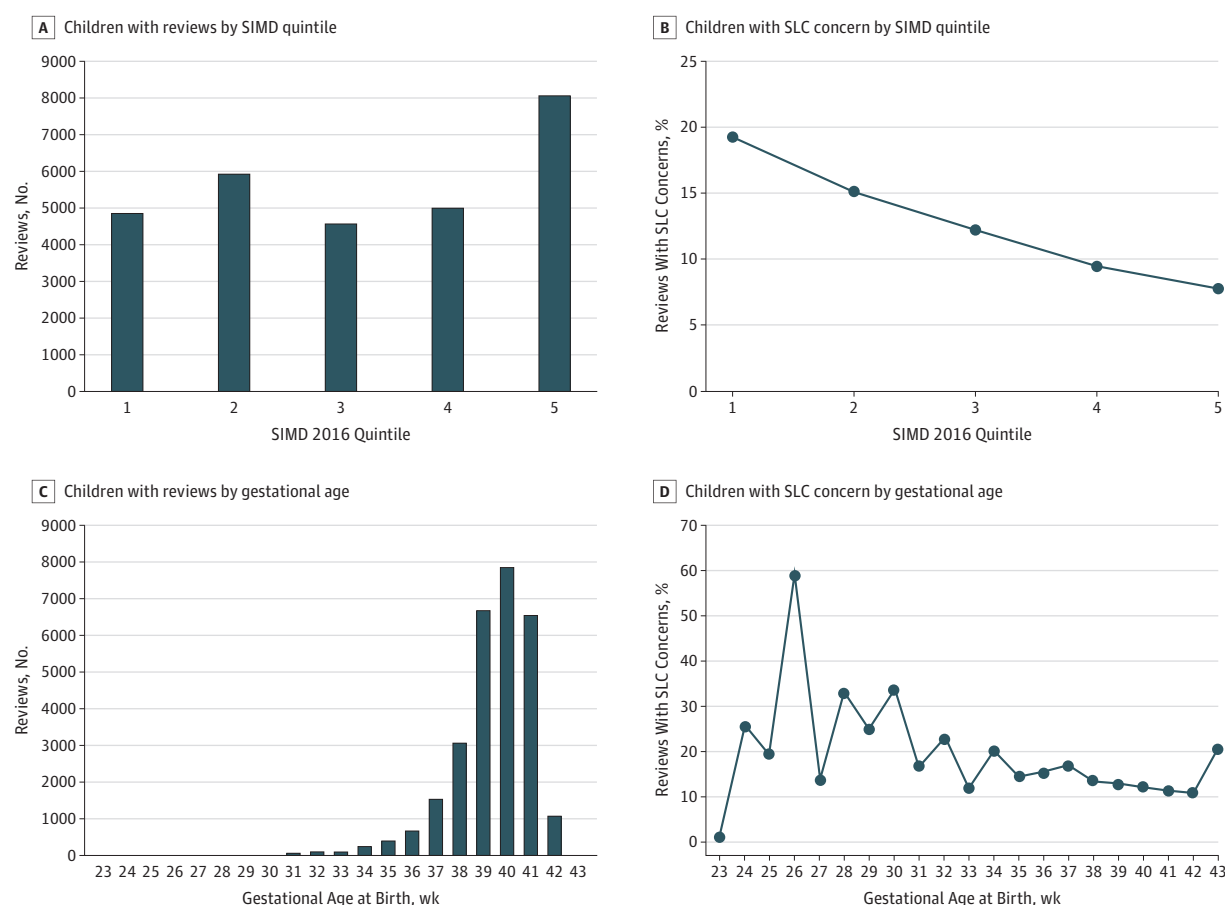 A Children with reviews by SIMD quintile
9000
8000
7000
6000
5000
4000
3000
2000
1000
0
Reviews, No.
1 2 3 4 5
SIMD 2016 Quintile
B Children with SLC concern by SIMD quintile
25
20
15
10
5
0
Reviews With SLC Concerns, %
1 2 3 4 5
SIMD 2016 Quintile
C Children with reviews by gestational age
9000
8000
7000
6000
5000
4000
3000
2000
1000
0
Reviews, No.
23 24 25 26 27 28 29 30 31 32 33 34 35 36 37 38 39 40 41 42 43
Gestational Age at Birth, wk
D Children with SLC concern by gestational age
70
60
50
40
30
20
10
0
Reviews With SLC Concerns, %
23 24 25 26 27 28 29 30 31 32 33 34 35 36 37 38 39 40 41 42 43
Gestational Age at Birth, wk